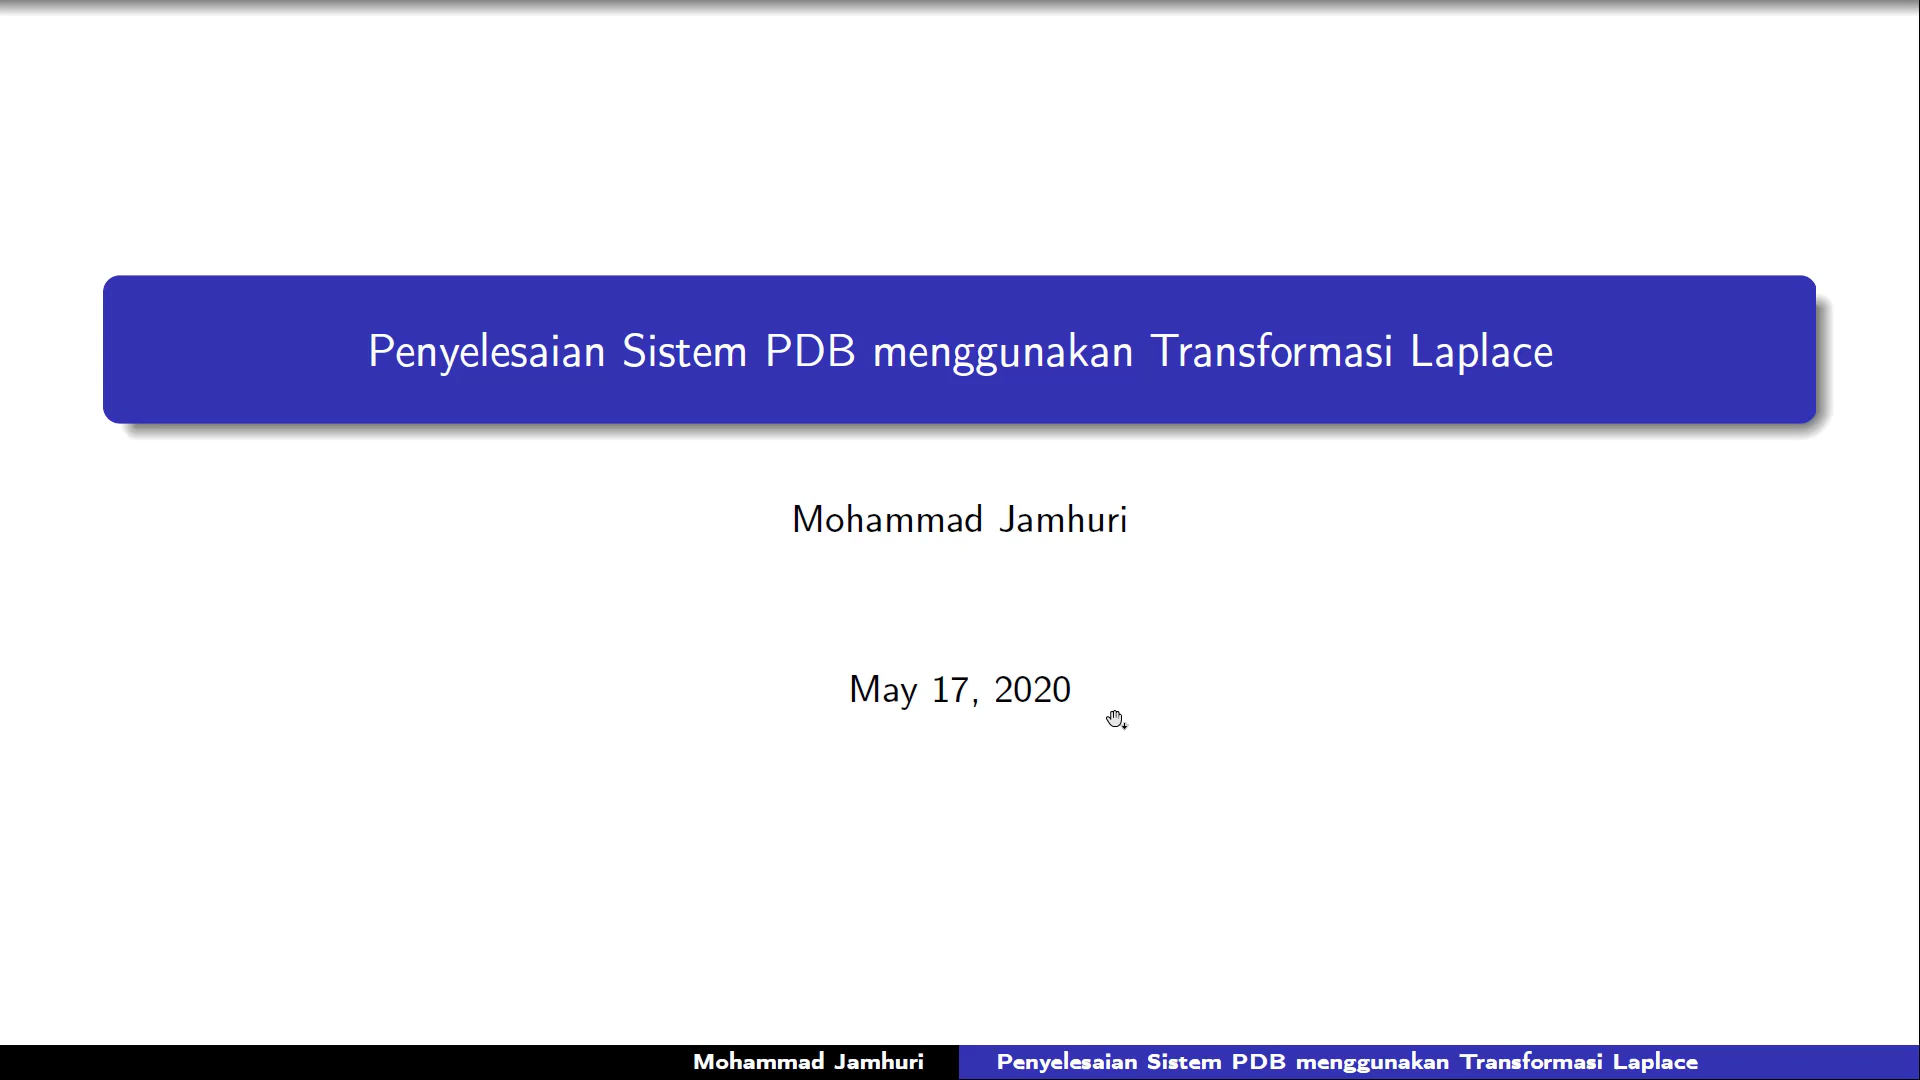 Penyelesaian Sistem PDB menggunakan Transformasi Laplace
Mohammad Jamhuri
May 17, 2020
Mohammad Jamhuri
Penyelesaian Sistem PDB menggunakan Transformasi Laplace